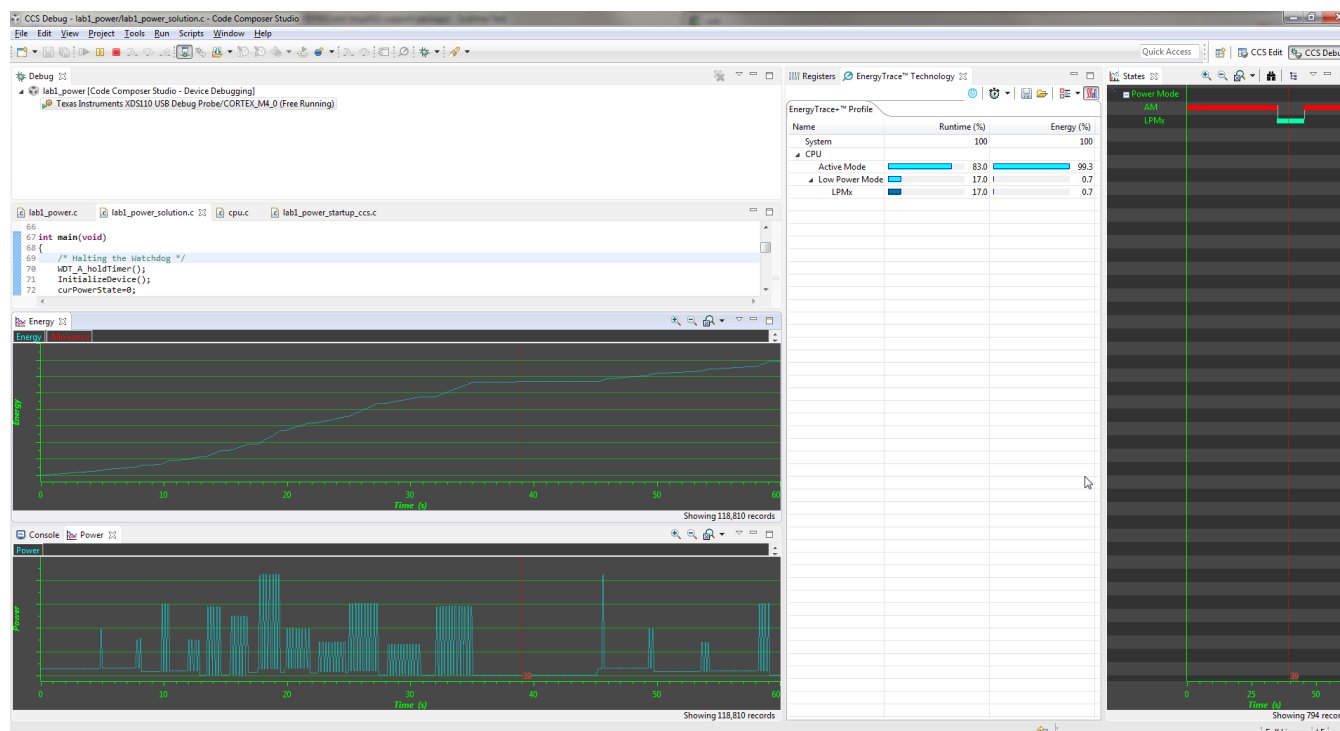 CCS Debug - lab1_power/lab1_power_solution.c - Code Composer Studio
File Edit View Project Tools Run Scripts Window Help
Quick Access CCS Edit CCS Debu
Debug
lab1_power [Code Composer Studio - Device Debugging]
Texas Instruments XDS110 USB Debug Probe/CORTEX_M4_0 (Free Running)
lab1_power.c lab1_power_solution.c cpu.c lab1_power_startup_ccs.c
66
67 int main(void)
68 {
69 /* Halting the Watchdog */
70 WDT_A_holdTimer();
71 InitializeDevice();
72 curPowerState=0;
Energy
Energy Allowance
Energy
0 10 20 30 40 50 60
Time (s)
Showing 118,810 records
Console Power
Power
Power
39
0 10 20 30 40 50 60
Time (s)
Showing 118,810 records
Registers EnergyTrace™ Technology
EnergyTrace+™ Profile
Name Runtime (%) Energy (%)
System 100 100
CPU
Active Mode 83.0 99.3
Low Power Mode 17.0 0.7
LPMx 17.0 0.7
States
Power Mode
AM
LPMx
39
0 25 50
Time (s)
Showing 794 recor